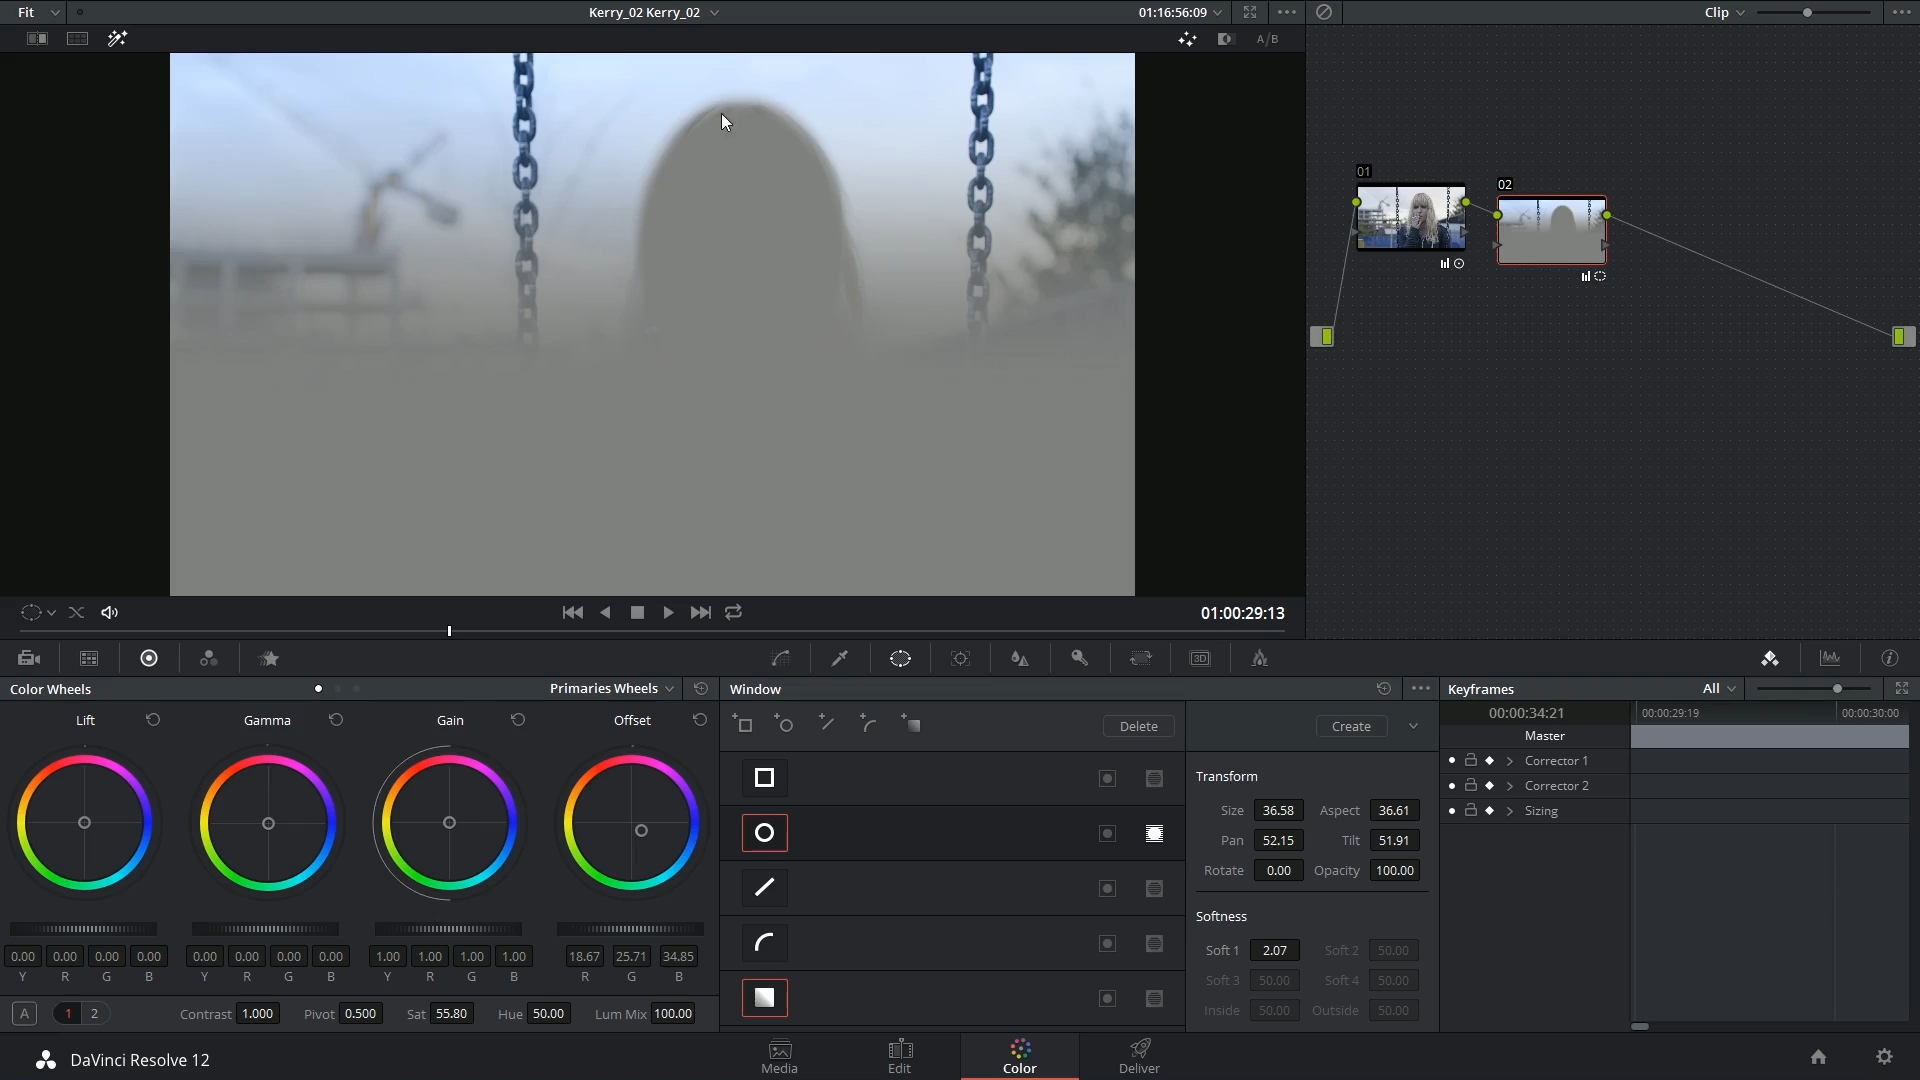 Fit
Kerry_02 Kerry_02
01:16:56:09
Clip
A/B
01
02
01:00:29:13
3D
Color Wheels
Primaries Wheels
Window
Keyframes
All
Lift
Gamma
Gain
Offset
Delete
Create
00:00:34:21
00:00:29:19
00:00:30:00
Master
Corrector 1
Corrector 2
Sizing
Transform
Size 36.58 Aspect 36.61
Pan 52.15 Tilt 51.91
Rotate 0.00 Opacity 100.00
Softness
Soft 1 2.07 Soft 2 50.00
Soft 3 50.00 Soft 4 50.00
Inside 50.00 Outside 50.00
0.00 0.00 0.00 0.00 0.00 0.00 0.00 0.00 1.00 1.00 1.00 1.00 18.67 25.71 34.85
Y R G B Y R G B Y R G B R G B
A 1 2 Contrast 1.000 Pivot 0.500 Sat 55.80 Hue 50.00 Lum Mix 100.00
DaVinci Resolve 12
Media
Edit
Color
Deliver